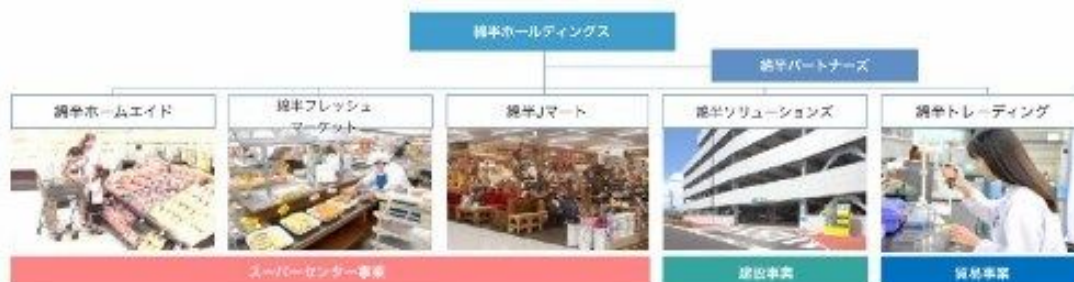 綿半ホールディングス
綿半パートナーズ
綿半ホームエイド
綿半フレッシュ
マーケット
綿半Jマート
綿半ソリューションズ
綿半トレーディング
スーパーセンター事業
建設事業
貿易事業